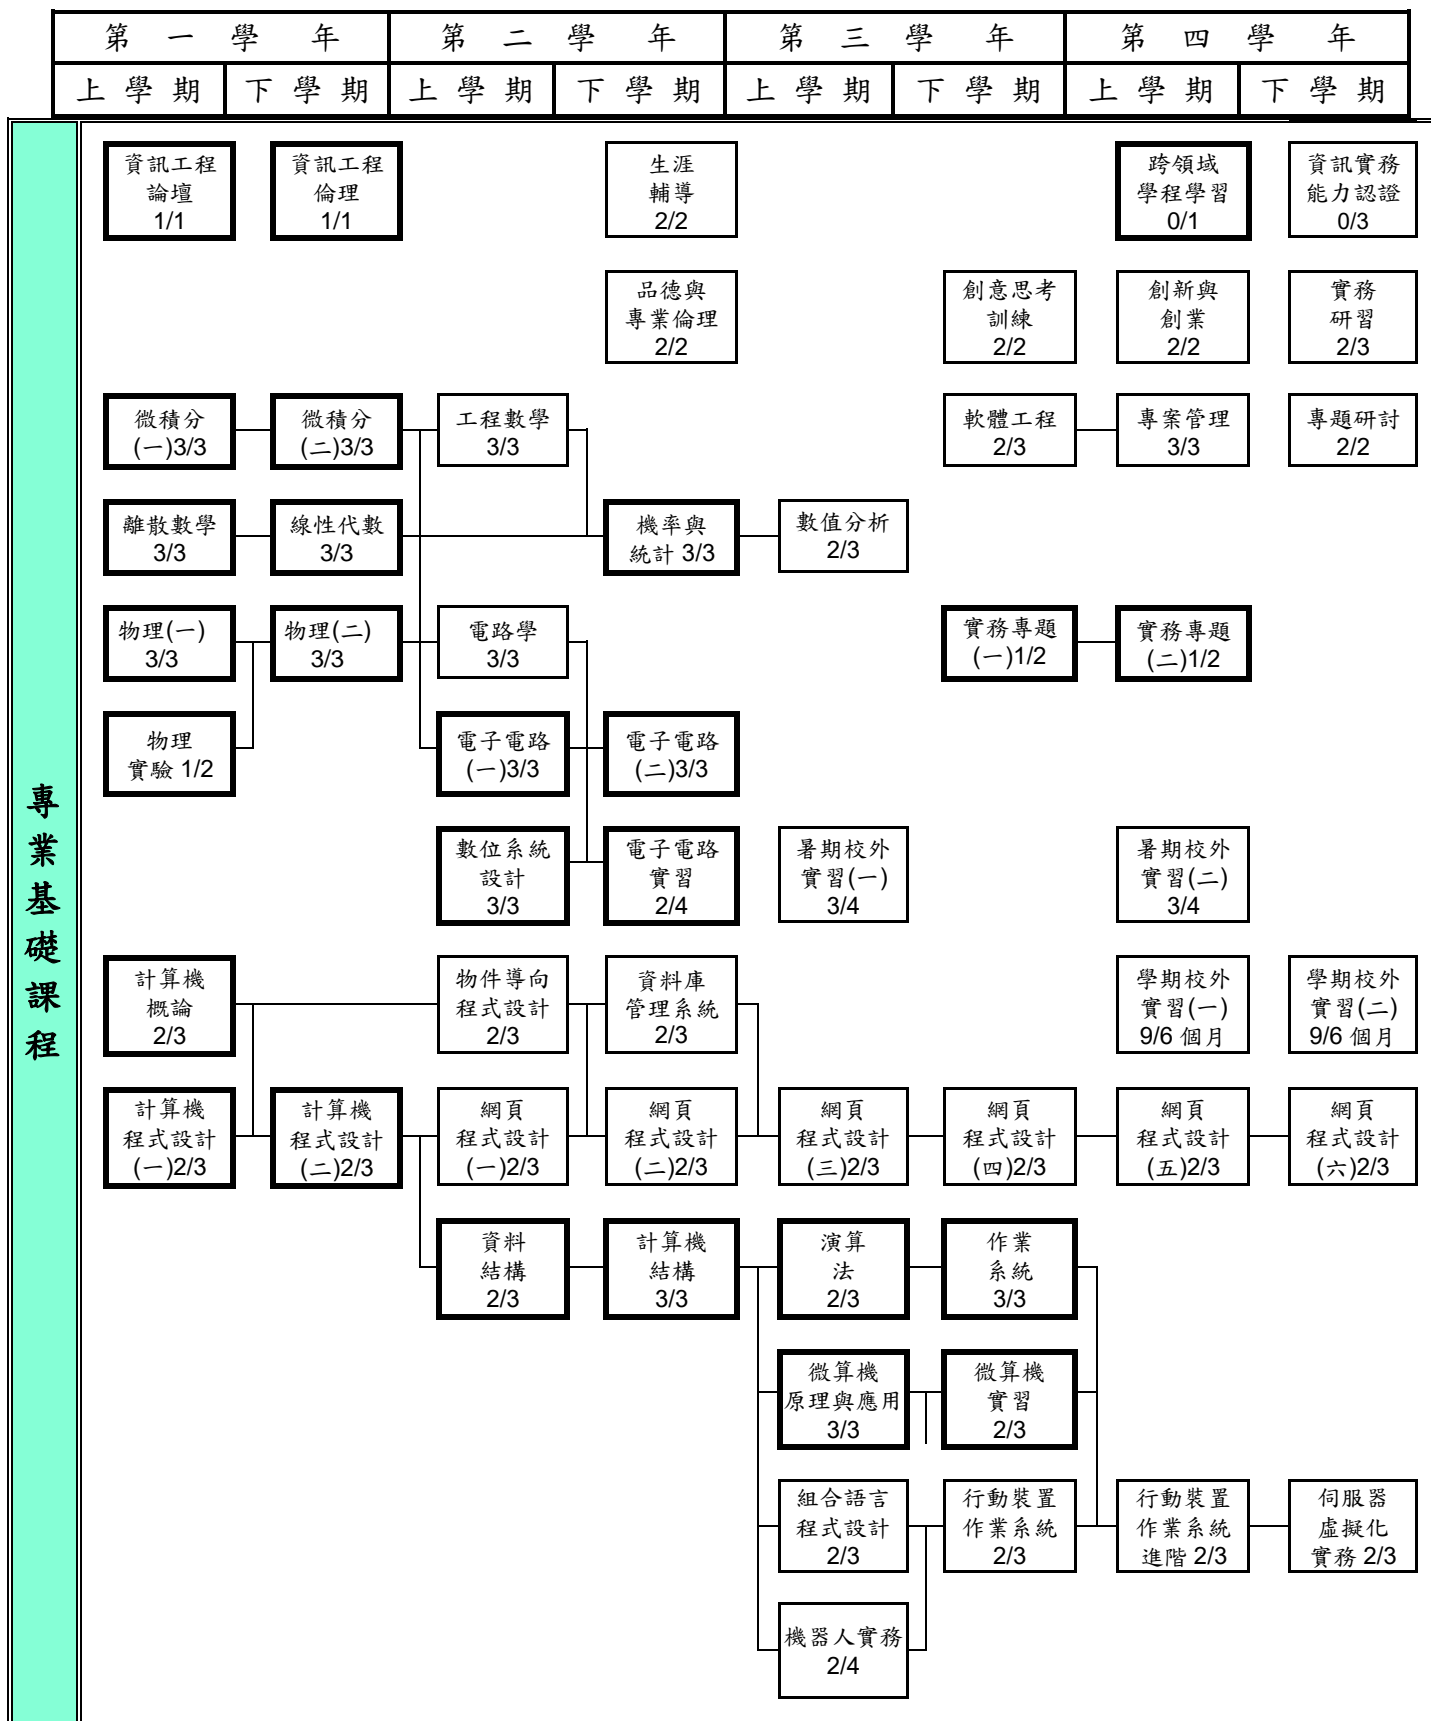 第一學年 第二學年 第三學年 第四學年
上學期 下學期 上學期 下學期 上學期 下學期 上學期 下學期
專業基礎課程
資訊工程
論壇
1/1
資訊工程
倫理
1/1
生涯
輔導
2/2
跨領域
學程學習
0/1
資訊實務
能力認證
0/3
品德與
專業倫理
2/2
創意思考
訓練
2/2
創新與
創業
2/2
實務
研習
2/3
微積分
(一)3/3
微積分
(二)3/3
工程數學
3/3
軟體工程
2/3
專案管理
3/3
專題研討
2/2
離散數學
3/3
線性代數
3/3
機率與
統計 3/3
數值分析
2/3
物理(一)
3/3
物理(二)
3/3
電路學
3/3
實務專題
(一)1/2
實務專題
(二)1/2
物理
實驗 1/2
電子電路
(一)3/3
電子電路
(二)3/3
數位系統
設計
3/3
電子電路
實習
2/4
暑期校外
實習(一)
3/4
暑期校外
實習(二)
3/4
計算機
概論
2/3
物件導向
程式設計
2/3
資料庫
管理系統
2/3
學期校外
實習(一)
9/6 個月
學期校外
實習(二)
9/6 個月
計算機
程式設計
(一)2/3
計算機
程式設計
(二)2/3
網頁
程式設計
(一)2/3
網頁
程式設計
(二)2/3
網頁
程式設計
(三)2/3
網頁
程式設計
(四)2/3
網頁
程式設計
(五)2/3
網頁
程式設計
(六)2/3
資料
結構
2/3
計算機
結構
3/3
演算
法
2/3
作業
系統
3/3
微算機
原理與應用
3/3
微算機
實習
2/3
組合語言
程式設計
2/3
行動裝置
作業系統
2/3
行動裝置
作業系統
進階 2/3
伺服器
虛擬化
實務 2/3
機器人實務
2/4